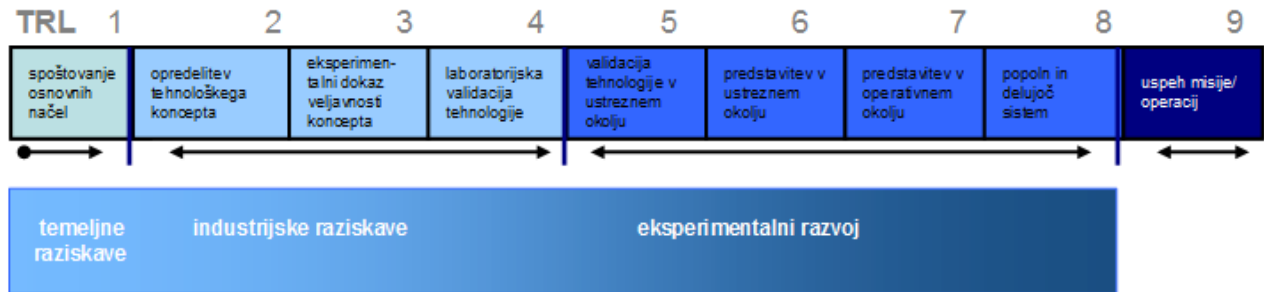 TRL 1 2 3 4 5 6 7 8 9
spoštovanje
osnovnih
načel
opredelitev
tehnološkega
koncepta
eksperimen-
talni dokaz
veljavnosti
koncepta
laboratorijska
validacija
tehnologije
validacija
tehnologije v
ustreznem
okolju
predstavitev v
ustreznem
okolju
predstavitev v
operativnem
okolju
popoln in
delujoč
sistem
uspeh misije/
operacij
temeljne
raziskave
industrijske raziskave
eksperimentalni razvoj